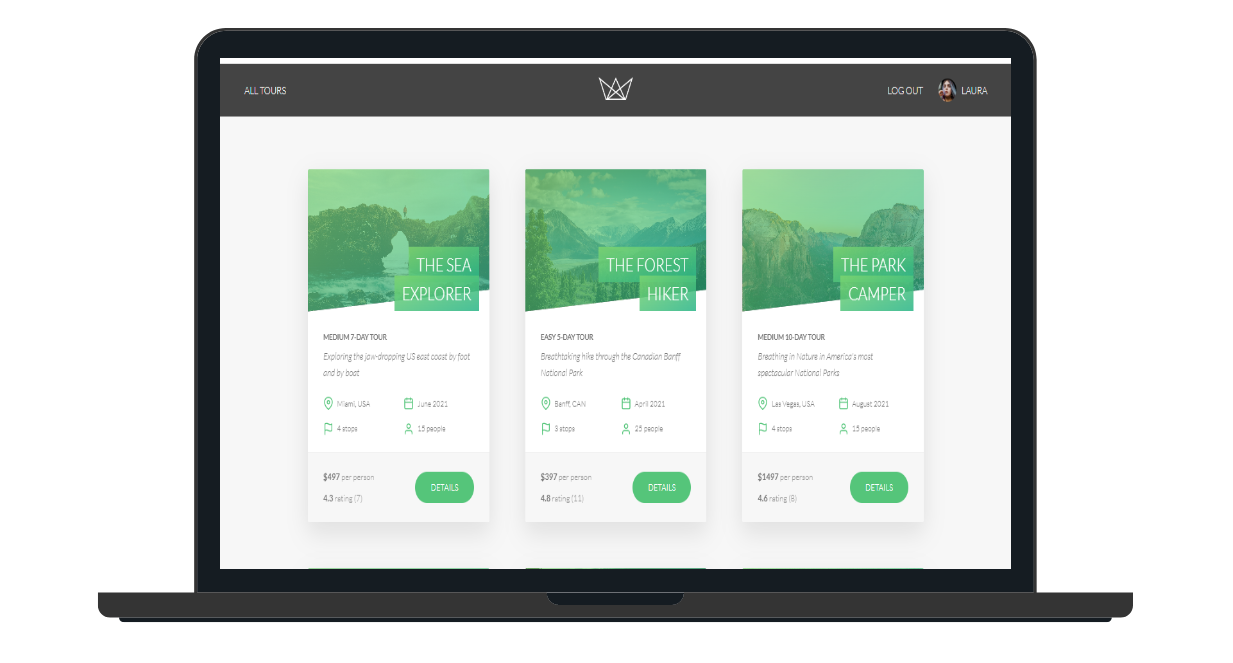 ALL TOURS
LOG OUT
LAURA
THE SEA
EXPLORER
MEDIUM 7-DAY TOUR
Exploring the jaw-dropping US east coast by foot
and by boat
Miami, USA
June 2021
4 stops
15 people
$497 per person
4.3 rating (7)
DETAILS
THE FOREST
HIKER
EASY 5-DAY TOUR
Breathtaking hike through the Canadian Banff
National Park
Banff, CAN
April 2021
3 stops
25 people
$397 per person
4.8 rating (11)
DETAILS
THE PARK
CAMPER
MEDIUM 10-DAY TOUR
Breathing in Nature in America's most
spectacular National Parks
Las Vegas, USA
August 2021
4 stops
15 people
$1497 per person
4.6 rating (8)
DETAILS